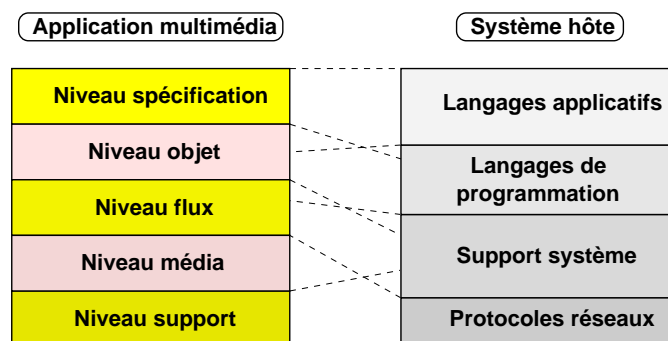 Application multimédia
Système hôte
Niveau spécification
Niveau objet
Niveau flux
Niveau média
Niveau support
Langages applicatifs
Langages de
programmation
Support système
Protocoles réseaux